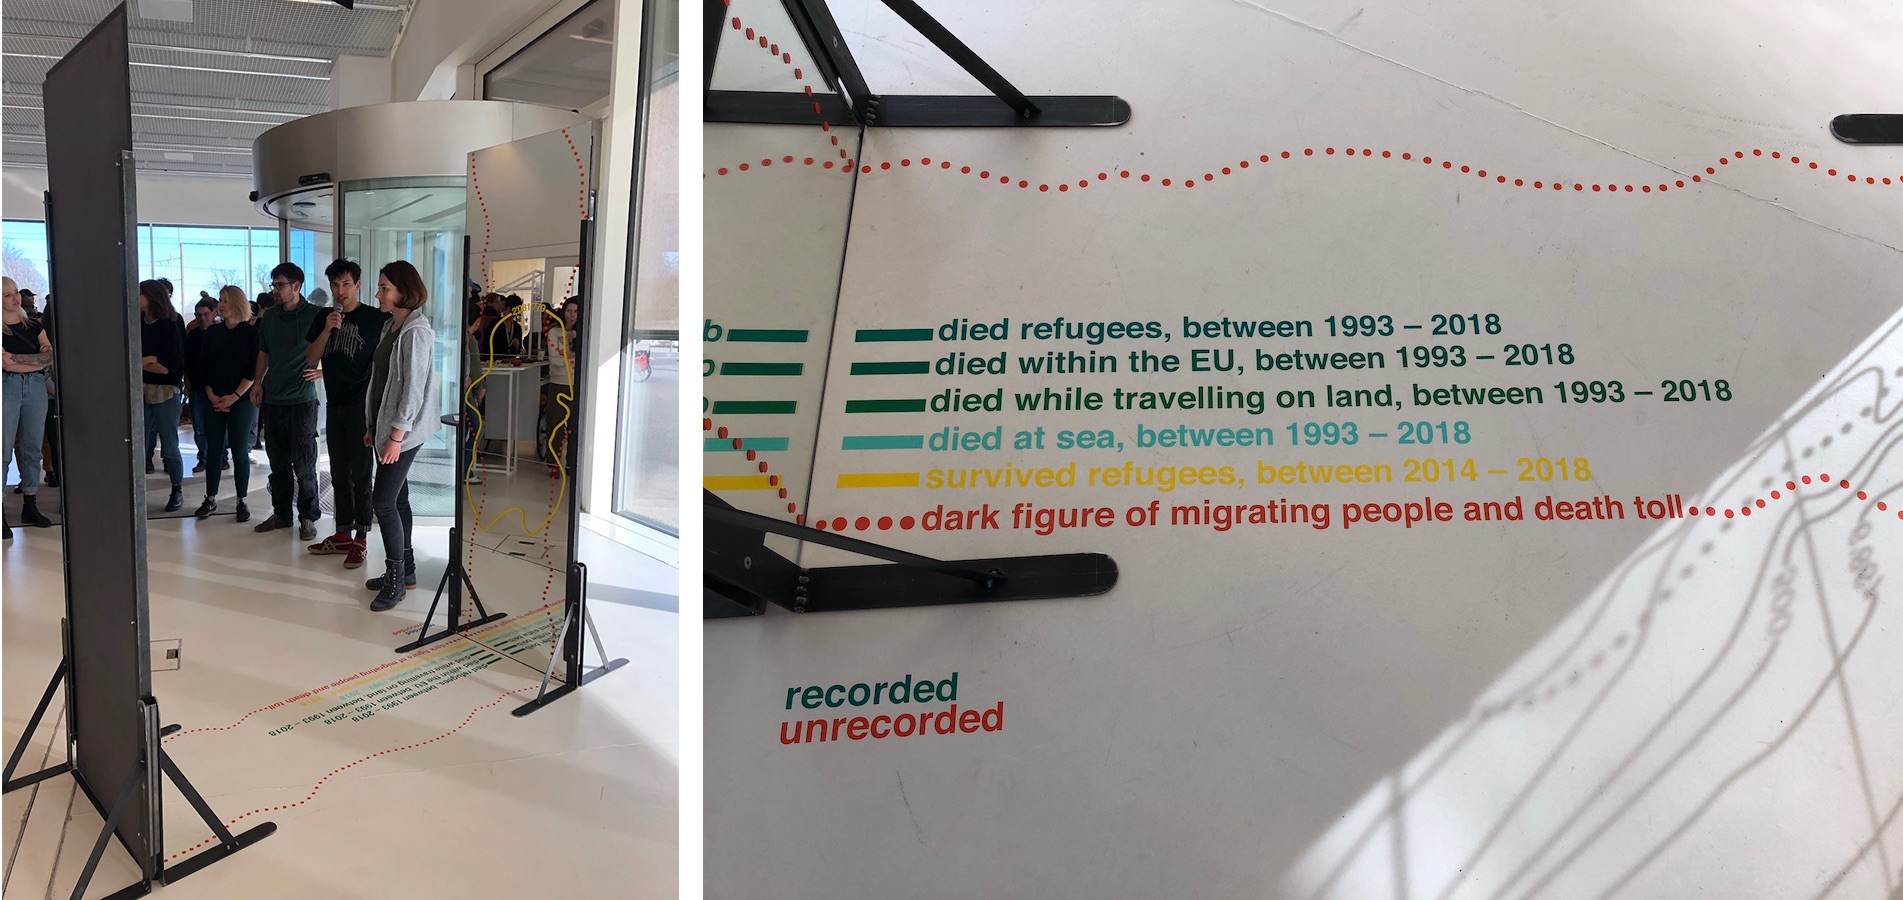 died refugees, between 1993 – 2018
died within the EU, between 1993 – 2018
died while travelling on land, between 1993 – 2018
died at sea, between 1993 – 2018
survived refugees, between 2014 – 2018
dark figure of migrating people and death toll
recorded
unrecorded